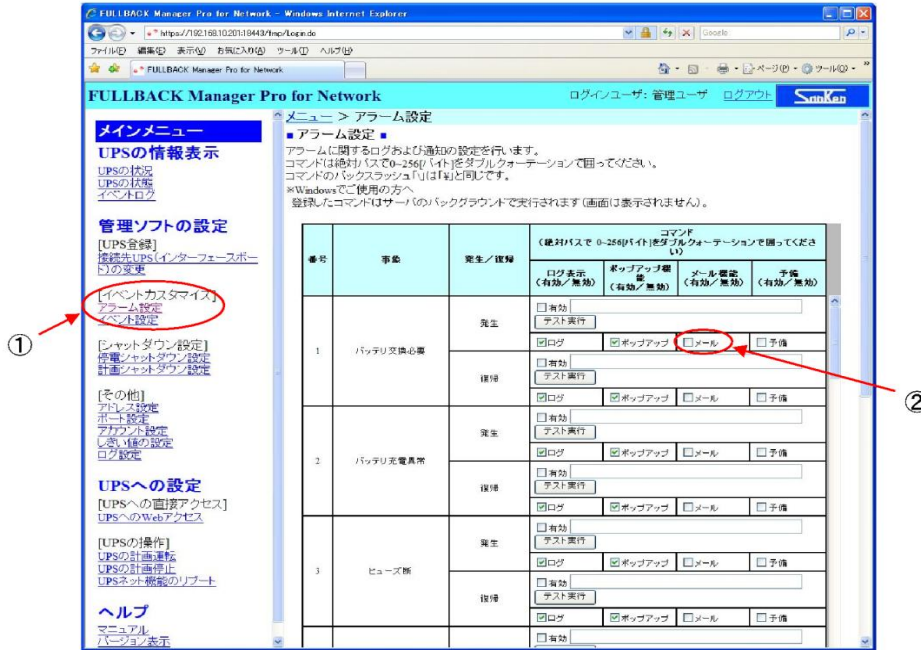 FULLBACK Manager Pro for Network - Windows Internet Explorer
https://192.168.10.201:18443/fmp/Login.do
Google
ファイル(F) 編集(E) 表示(V) お気に入り(A) ツール(T) ヘルプ(H)
FULLBACK Manager Pro for Network
ページ(P) ツール(O)
FULLBACK Manager Pro for Network
ログインユーザ: 管理ユーザ ログアウト SanKen
メインメニュー
UPSの情報表示
UPSの状況
UPSの状態
イベントログ
管理ソフトの設定
[UPS登録]
接続先UPS(インターフェースボー
ド)の変更
[イベントカスタマイズ]
アラーム設定
イベント設定
[シャットダウン設定]
停電シャットダウン設定
計画シャットダウン設定
[その他]
アドレス設定
ポート設定
アカウント設定
しきい値の設定
ログ設定
UPSへの設定
[UPSへの直接アクセス]
UPSへのWebアクセス
[UPSの操作]
UPSの計画運転
UPSの計画停止
UPSネット機能のリブート
ヘルプ
マニュアル
バージョン表示
①
メニュー > アラーム設定
■ アラーム設定 ■
アラームに関するログおよび通知の設定を行います。
コマンドは絶対パスで0~256[バイト]をダブルクォーテーションで囲ってください。
コマンドのバックスラッシュ「\」は「¥」と同じです。
※Windowsでご使用の方へ
登録したコマンドはサーバのバックグラウンドで実行されます(画面は表示されません)。
番号 事象 発生/復帰
コマンド
(絶対パスで 0~256[バイト]をダブルクォーテーションで囲ってくださ
い)
ログ表示
(有効/無効)
ポップアップ機
能
(有効/無効)
メール機能
(有効/無効)
予備
(有効/無効)
1 バッテリ交換必要
発生
有効
テスト実行
ログ ポップアップ メール 予備
復帰
有効
テスト実行
ログ ポップアップ メール 予備
2 バッテリ充電異常
発生
有効
テスト実行
ログ ポップアップ メール 予備
復帰
有効
テスト実行
ログ ポップアップ メール 予備
3 ヒューズ断
発生
有効
テスト実行
ログ ポップアップ メール 予備
復帰
有効
テスト実行
ログ ポップアップ メール 予備
有効
②